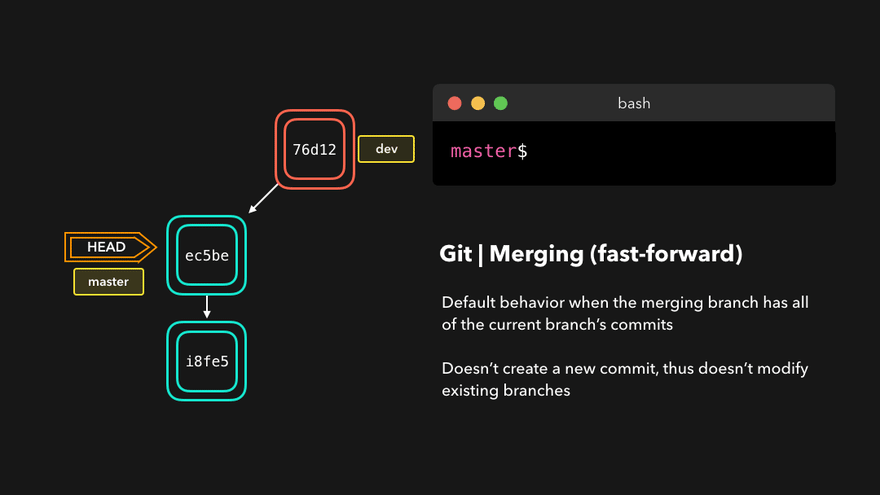 bash
master$
76d12
dev
HEAD
master
ec5be
i8fe5
Git | Merging (fast-forward)
Default behavior when the merging branch has all
of the current branch’s commits
Doesn’t create a new commit, thus doesn’t modify
existing branches